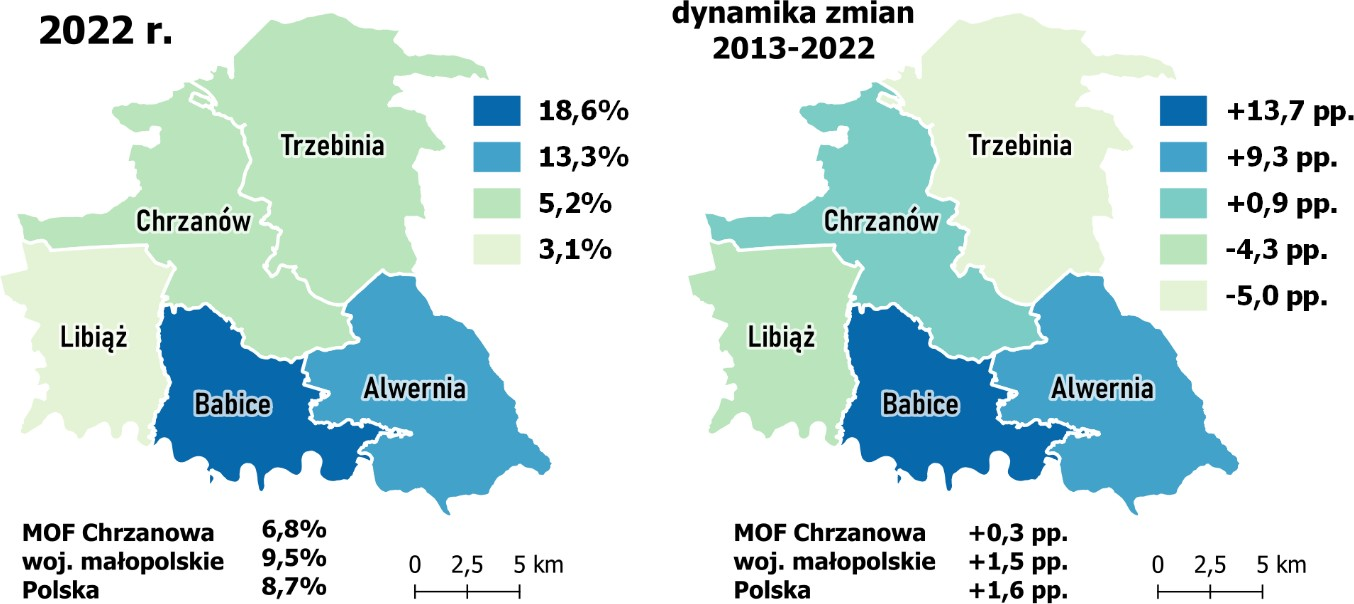 2022 r.
18,6%
13,3%
5,2%
3,1%
Trzebinia
Chrzanów
Libiąż
Babice
Alwernia
MOF Chrzanowa 6,8%
woj. małopolskie 9,5%
Polska 8,7%
0 2,5 5 km
dynamika zmian
2013-2022
+13,7 pp.
+9,3 pp.
+0,9 pp.
-4,3 pp.
-5,0 pp.
Trzebinia
Chrzanów
Libiąż
Babice
Alwernia
MOF Chrzanowa +0,3 pp.
woj. małopolskie +1,5 pp.
Polska +1,6 pp.
0 2,5 5 km